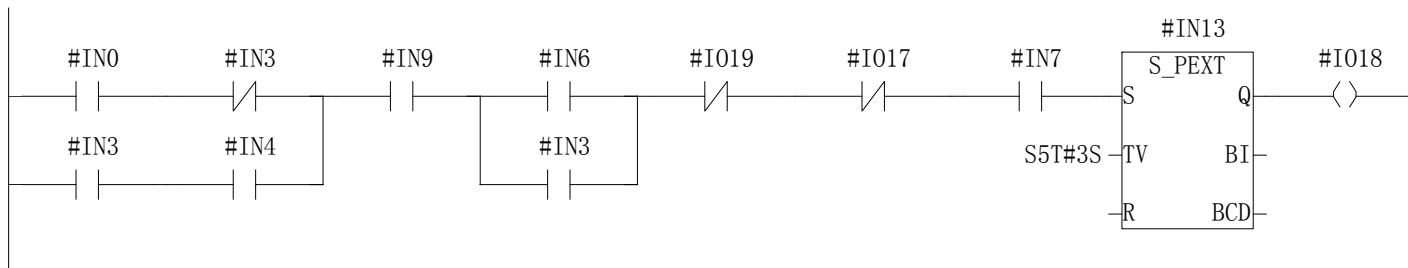 #IN13
#IN0 #IN3 #IN9 #IN6 #IO19 #IO17 #IN7 S_PEXT #IO18
S Q
#IN3 #IN4 #IN3 S5T#3S TV BI
R BCD